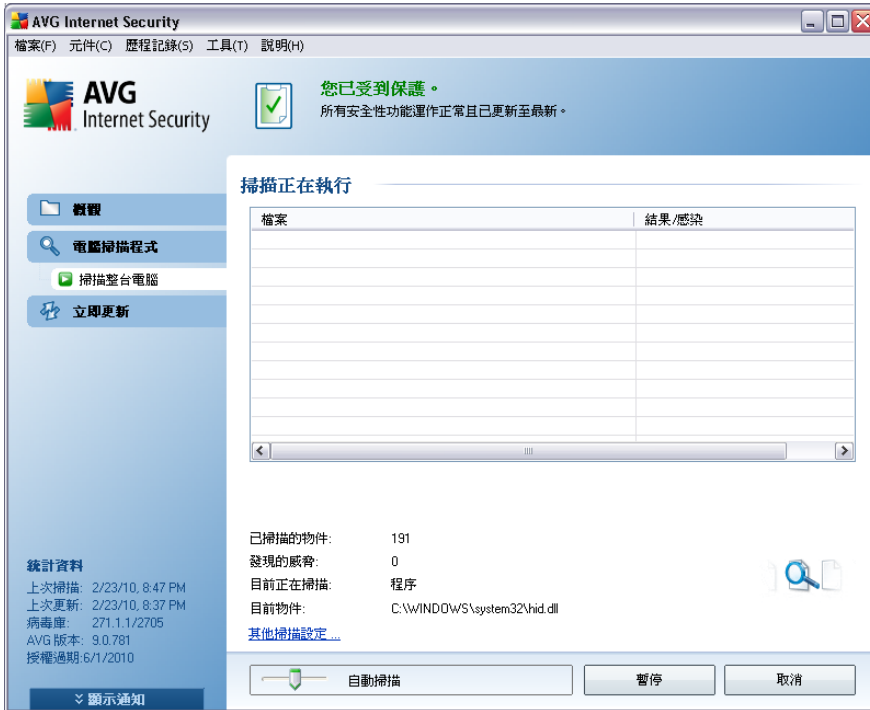 AVG Internet Security
檔案(F) 元件(C) 歷程記錄(S) 工具(T) 說明(H)
AVG
Internet Security
您已受到保護。
所有安全性功能運作正常且已更新至最新。
概觀
電腦掃描程式
掃描整台電腦
立即更新
統計資料
上次掃描: 2/23/10, 8:47 PM
上次更新: 2/23/10, 8:37 PM
病毒庫: 271.1.1/2705
AVG 版本: 9.0.781
授權過期:6/1/2010
顯示通知
掃描正在執行
檔案 結果/感染
已掃描的物件: 191
發現的威脅: 0
目前正在掃描: 程序
目前物件: C:\WINDOWS\system32\hid.dll
其他掃描設定 ...
自動掃描 暫停 取消